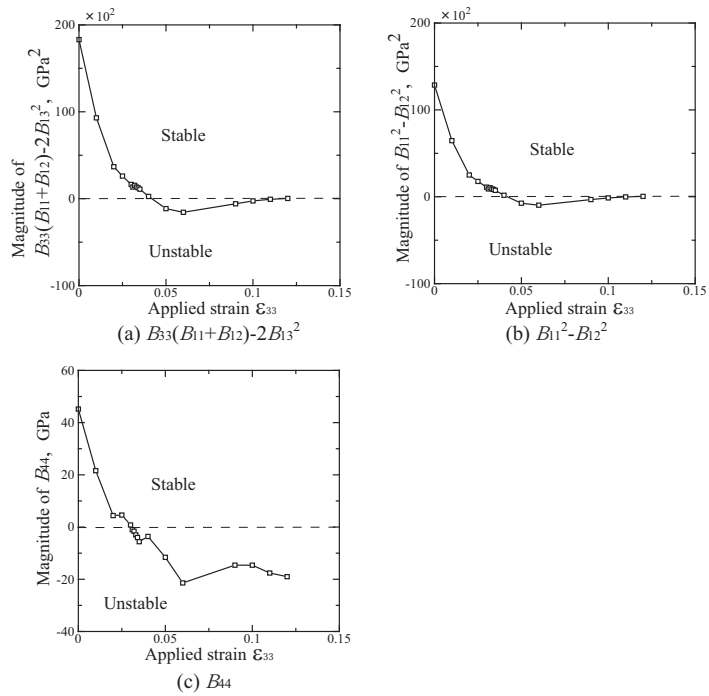 ×10²
200
100
0
-100
Magnitude of
B33(B11+B12)-2B13², GPa²
Stable
Unstable
0 0.05 0.1 0.15
Applied strain ε33
(a) B33(B11+B12)-2B13²
×10²
200
100
0
-100
Magnitude of B11²-B12², GPa²
Stable
Unstable
0 0.05 0.1 0.15
Applied strain ε33
(b) B11²-B12²
60
40
20
0
-20
-40
Magnitude of B44, GPa
Stable
Unstable
0 0.05 0.1 0.15
Applied strain ε33
(c) B44